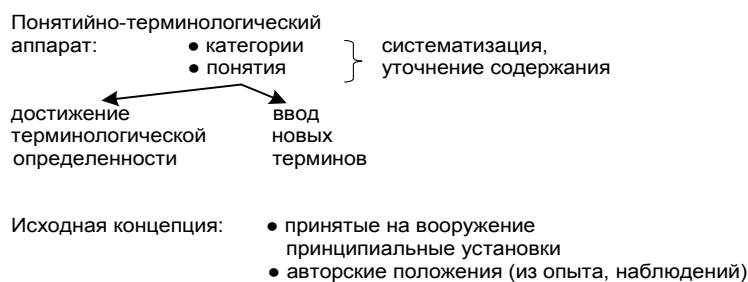 Понятийно-терминологический
аппарат: ● категории систематизация,
● понятия уточнение содержания
достижение ввод
терминологической новых
определенности терминов
Исходная концепция: ● принятые на вооружение
принципиальные установки
● авторские положения (из опыта, наблюдений)